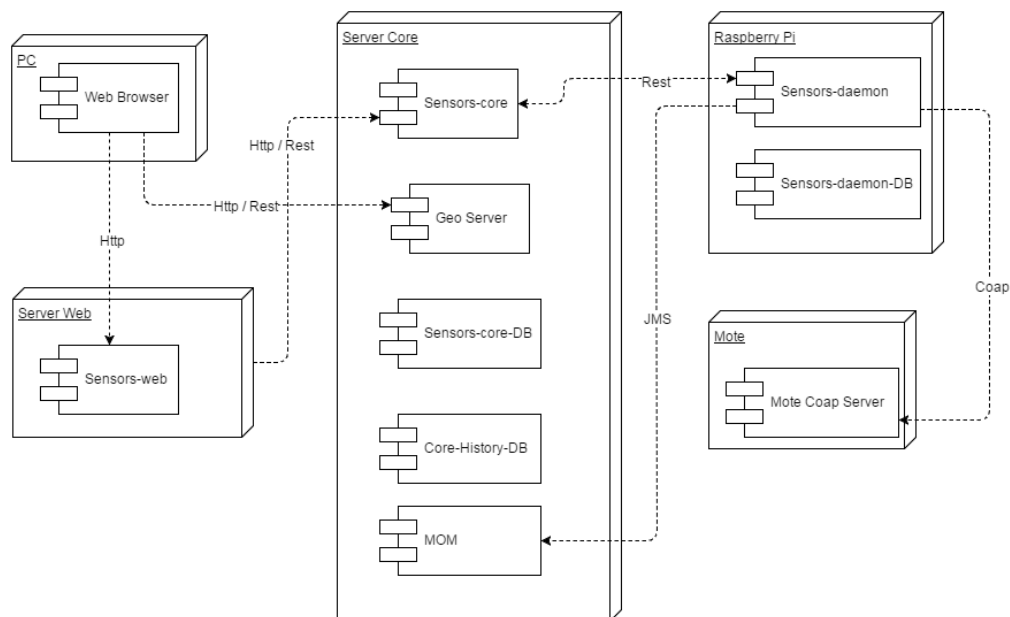 PC
Web Browser
Http
Http / Rest
Http / Rest
Server Web
Sensors-web
Server Core
Sensors-core
Geo Server
Sensors-core-DB
Core-History-DB
MOM
Rest
JMS
Raspberry Pi
Sensors-daemon
Sensors-daemon-DB
Coap
Mote
Mote Coap Server